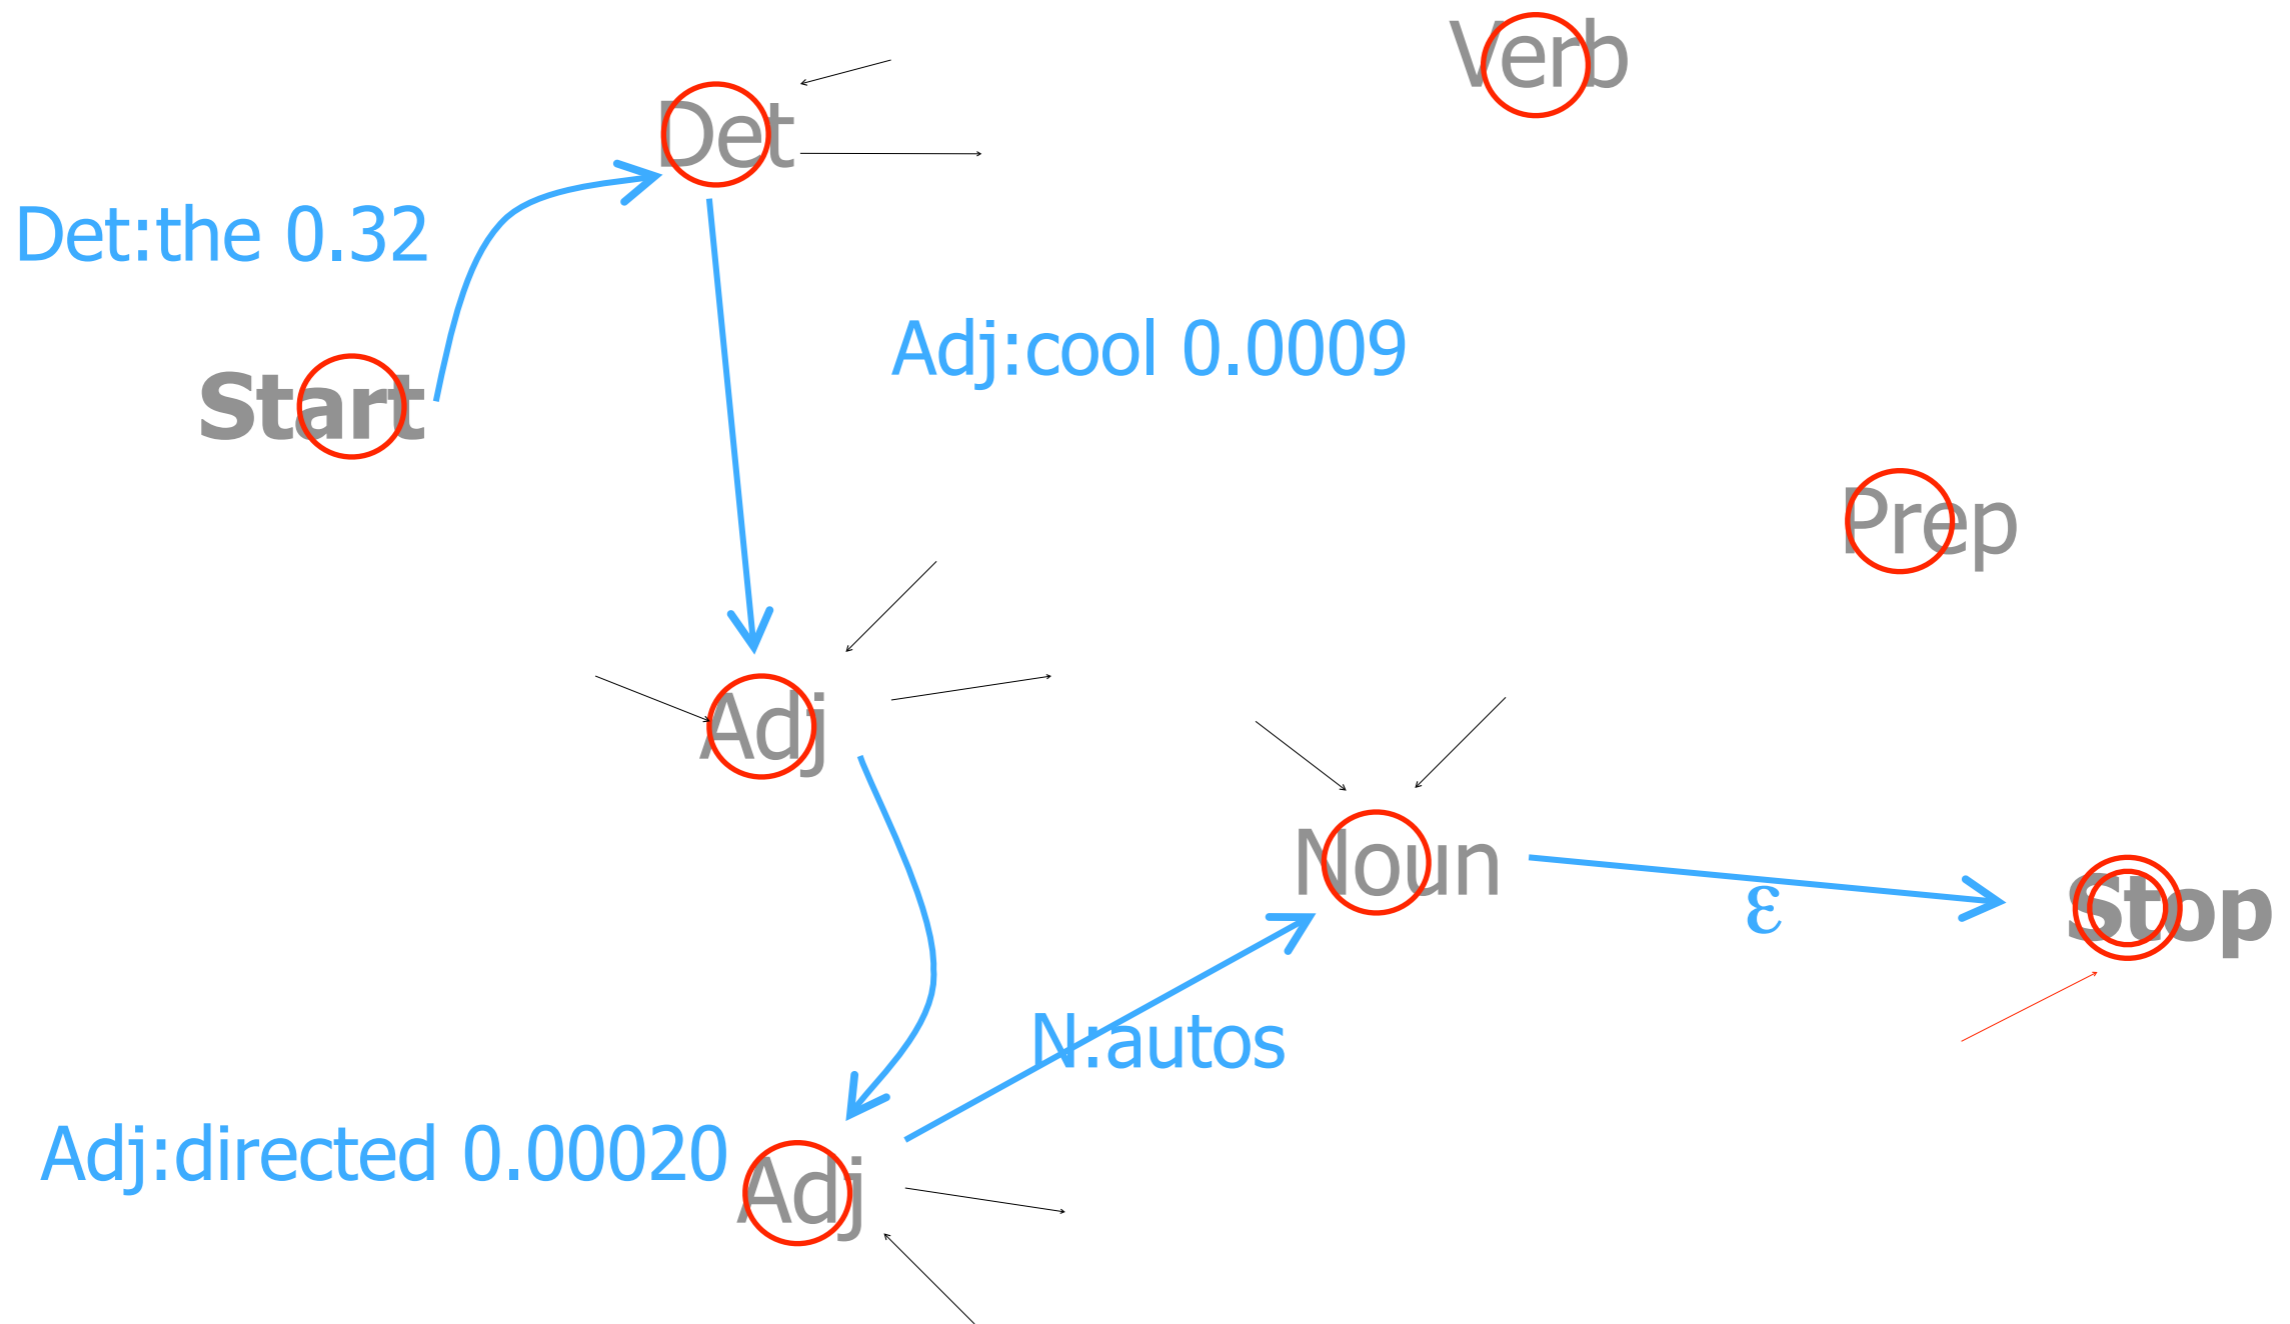 Verb
Det
Det:the 0.32
Adj:cool 0.0009
Start
Prep
Adj
Noun
ε
Stop
N:autos
Adj:directed 0.00020
Adj